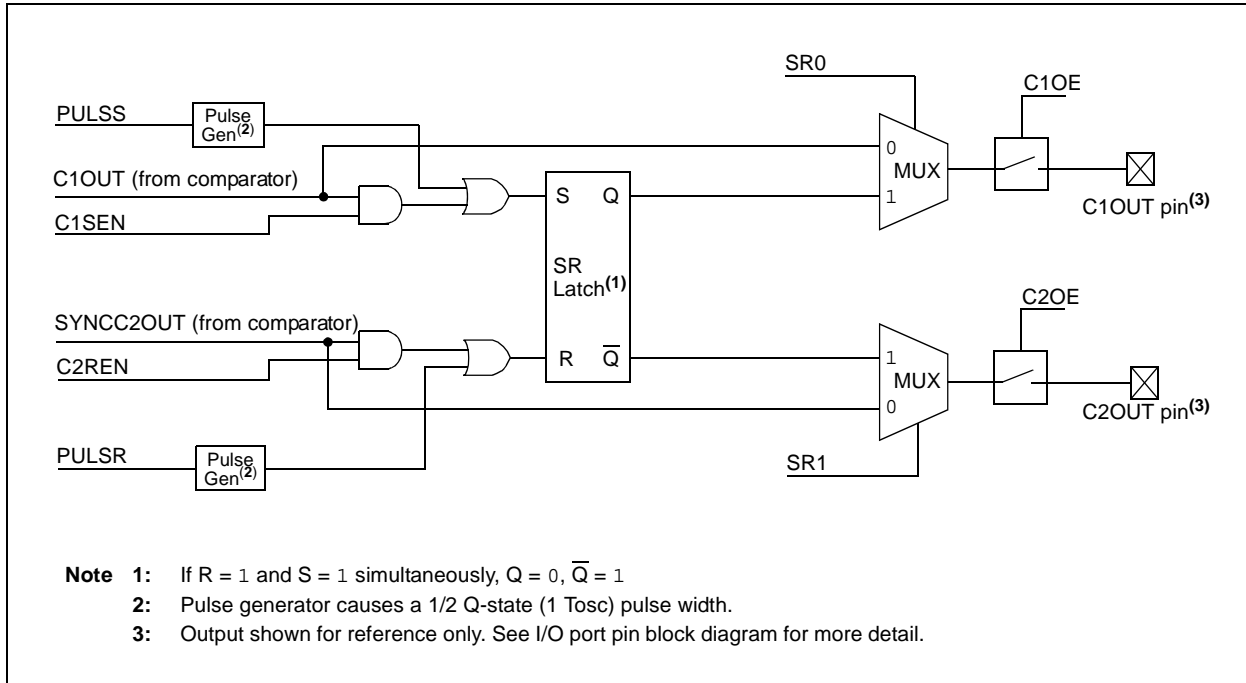 SR0
C1OE
PULSS
Pulse
Gen(2)
0
C1OUT (from comparator)
MUX
S Q
1
C1OUT pin(3)
C1SEN
SR
Latch(1)
C2OE
SYNCC2OUT (from comparator)
R Q̅
1
C2REN
MUX
0
C2OUT pin(3)
PULSR
Pulse
Gen(2)
SR1
Note 1: If R = 1 and S = 1 simultaneously, Q = 0, Q̅ = 1
2: Pulse generator causes a 1/2 Q-state (1 Tosc) pulse width.
3: Output shown for reference only. See I/O port pin block diagram for more detail.